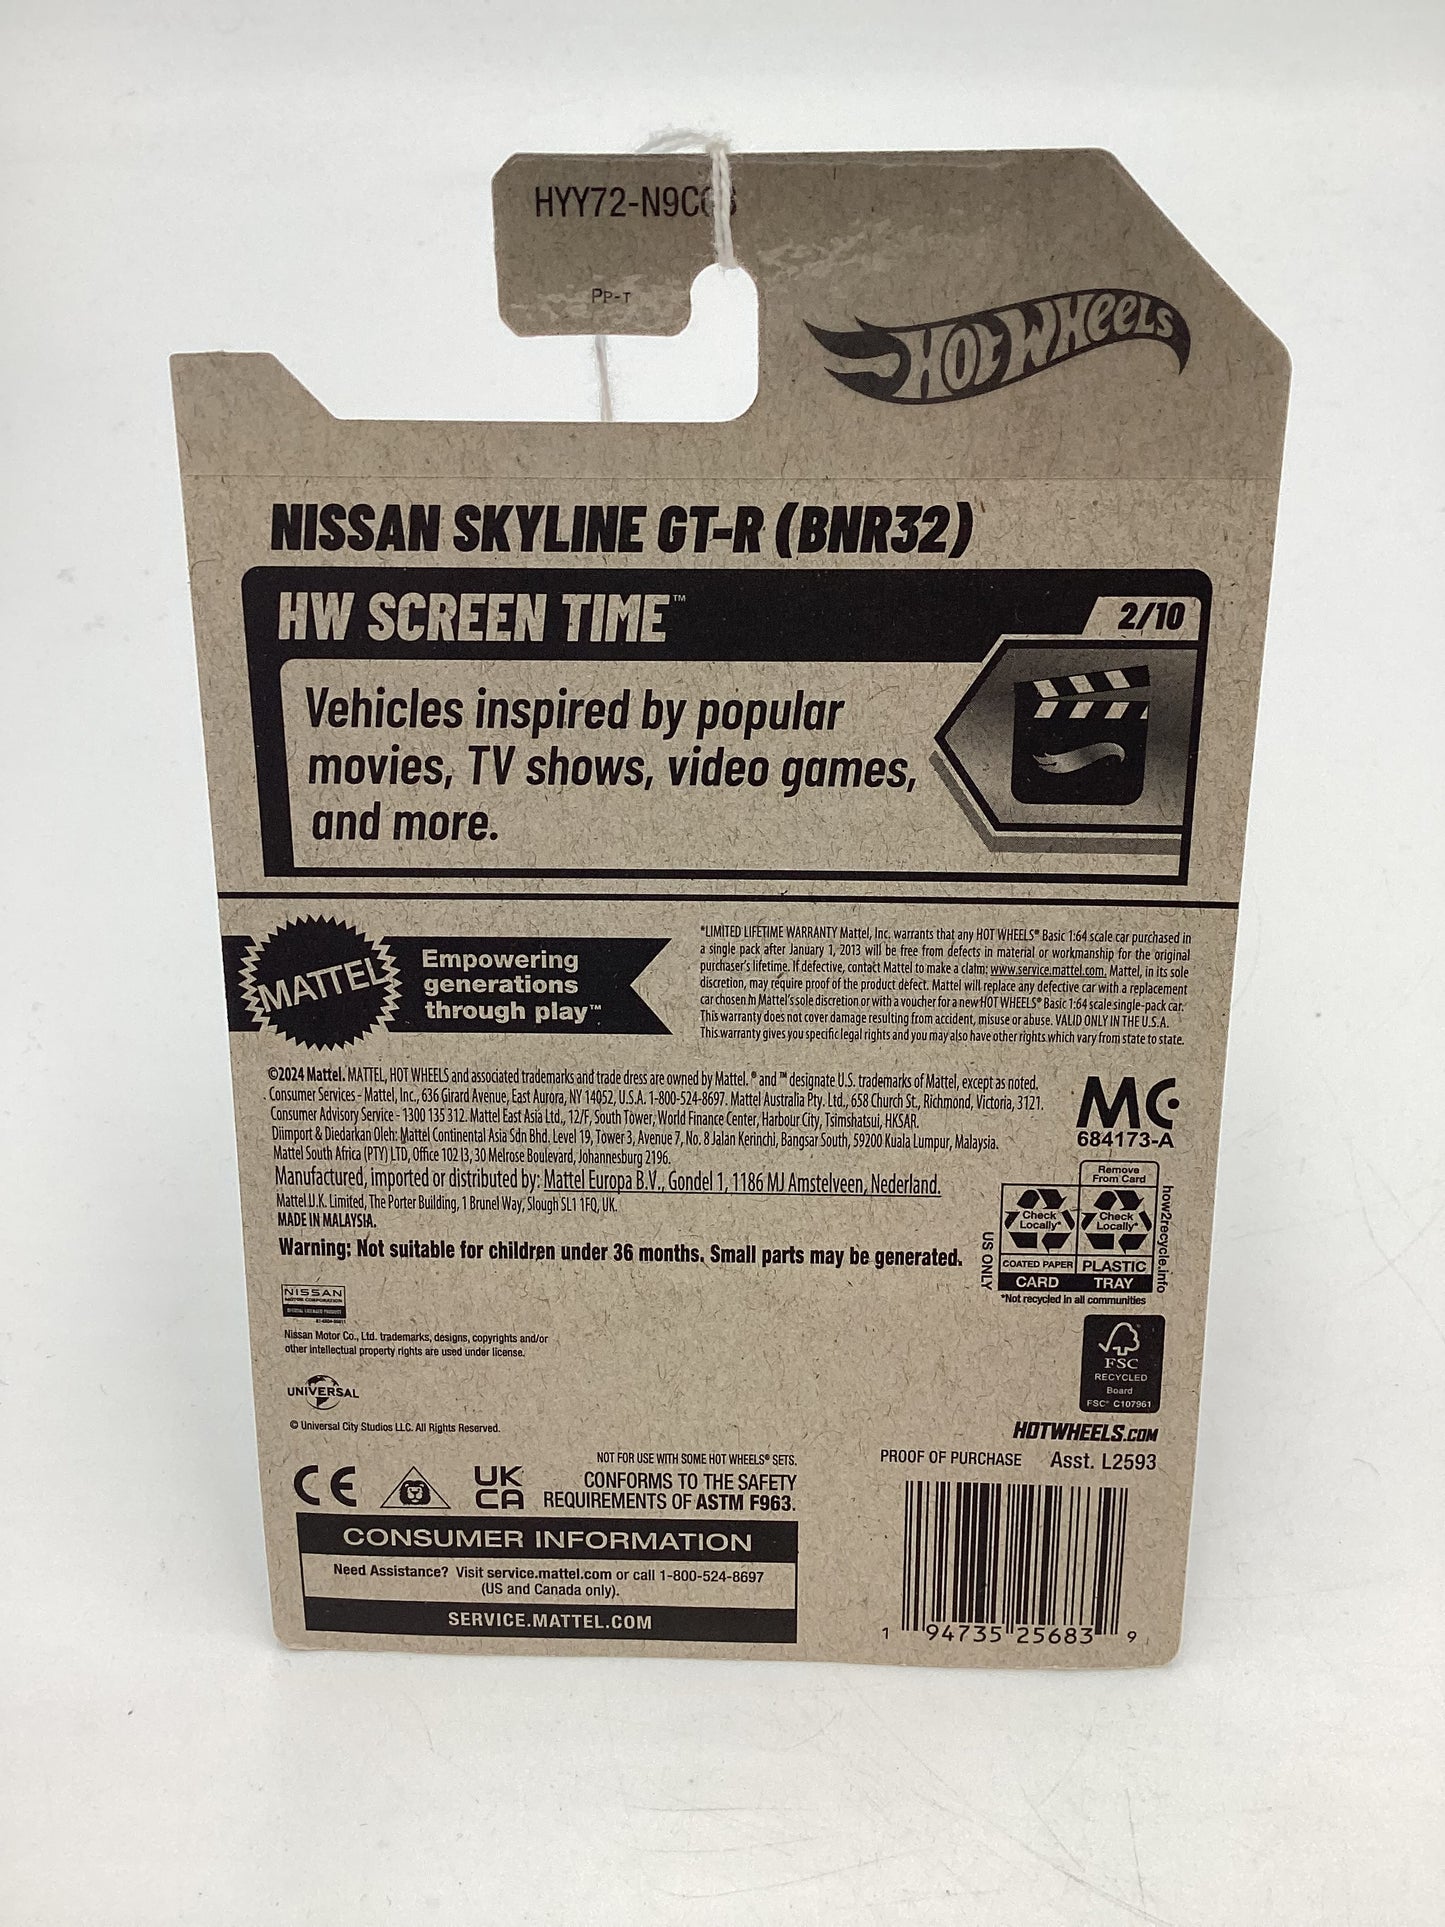 HYY72-N9C
PP-T
HOT WHEELS
NISSAN SKYLINE GT-R (BNR32)
HW SCREEN TIME™
2/10
Vehicles inspired by popular
movies, TV shows, video games,
and more.
MATTEL
Empowering
generations
through play™
*LIMITED LIFETIME WARRANTY Mattel, Inc. warrants that any HOT WHEELS® Basic 1:64 scale car purchased in
a single pack after January 1, 2013 will be free from defects in material or workmanship for the original
purchaser's lifetime. If defective, contact Mattel to make a claim: www.service.mattel.com. Mattel, in its sole
discretion, may require proof of the product defect. Mattel will replace any defective car with a replacement
car chosen in Mattel's sole discretion or with a voucher for a new HOT WHEELS® Basic 1:64 scale single-pack car.
This warranty does not cover damage resulting from accident, misuse or abuse. VALID ONLY IN THE U.S.A.
This warranty gives you specific legal rights and you may also have other rights which vary from state to state.
©2024 Mattel. MATTEL, HOT WHEELS and associated trademarks and trade dress are owned by Mattel. ® and ™ designate U.S. trademarks of Mattel, except as noted.
Consumer Services - Mattel, Inc., 636 Girard Avenue, East Aurora, NY 14052, U.S.A. 1-800-524-8697. Mattel Australia Pty. Ltd., 658 Church St., Richmond, Victoria, 3121.
Consumer Advisory Service - 1300 135 312. Mattel East Asia Ltd., 12/F, South Tower, World Finance Center, Harbour City, Tsimshatsui, HKSAR.
Diimport & Diedarkan Oleh: Mattel Continental Asia Sdn Bhd. Level 19, Tower 3, Avenue 7, No. 8 Jalan Kerinchi, Bangsar South, 59200 Kuala Lumpur, Malaysia.
Mattel South Africa (PTY) LTD, Office 102 I3, 30 Melrose Boulevard, Johannesburg 2196.
Manufactured, imported or distributed by: Mattel Europa B.V., Gondel 1, 1186 MJ Amstelveen, Nederland.
Mattel U.K. Limited, The Porter Building, 1 Brunel Way, Slough SL1 1FQ, UK.
MADE IN MALAYSIA.
Warning: Not suitable for children under 36 months. Small parts may be generated.
MC
684173-A
Remove
From Card
Check
Locally*
Check
Locally*
COATED PAPER
PLASTIC
CARD
TRAY
US ONLY
how2recycle.info
*Not recycled in all communities
NISSAN
MOTOR CORPORATION
OFFICIAL LICENSED PRODUCT
Nissan Motor Co., Ltd. trademarks, designs, copyrights and/or
other intellectual property rights are used under license.
UNIVERSAL
© Universal City Studios LLC. All Rights Reserved.
FSC
RECYCLED
Board
FSC® C107961
HOTWHEELS.COM
PROOF OF PURCHASE Asst. L2593
NOT FOR USE WITH SOME HOT WHEELS® SETS.
CE
UK
CA
CONFORMS TO THE SAFETY
REQUIREMENTS OF ASTM F963.
CONSUMER INFORMATION
Need Assistance? Visit service.mattel.com or call 1-800-524-8697
(US and Canada only).
SERVICE.MATTEL.COM
1 94735 25683 9